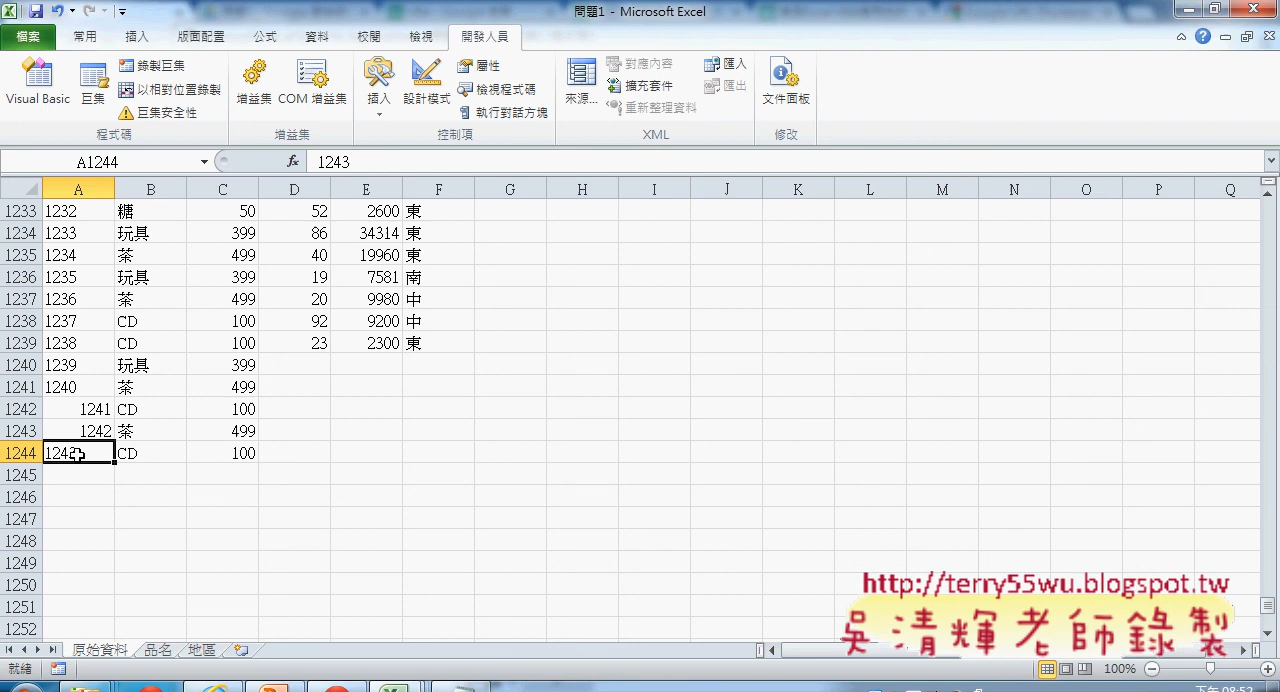 問題1 - Microsoft Excel
檔案 常用 插入 版面配置 公式 資料 校閱 檢視 開發人員
Visual Basic 巨集 錄製巨集 以相對位置錄製 巨集安全性 增益集 COM 增益集 插入 設計模式 屬性 檢視程式碼 執行對話方塊 來源... 對應內容 擴充套件 重新整理資料 匯入 匯出 文件面板
程式碼 增益集 控制項 XML 修改
A1244 fx 1243
A B C D E F G H I J K L M N O P Q
1233 1232 糖 50 52 2600 東
1234 1233 玩具 399 86 34314 東
1235 1234 茶 499 40 19960 東
1236 1235 玩具 399 19 7581 南
1237 1236 茶 499 20 9980 中
1238 1237 CD 100 92 9200 中
1239 1238 CD 100 23 2300 東
1240 1239 玩具 399
1241 1240 茶 499
1242 1241 CD 100
1243 1242 茶 499
1244 1243 CD 100
1245
1246
1247
1248
1249
1250
1251
1252
http://terry55wu.blogspot.tw
吳清輝老師錄製
原始資料 品名 地區
就緒 100%
下午 08:52